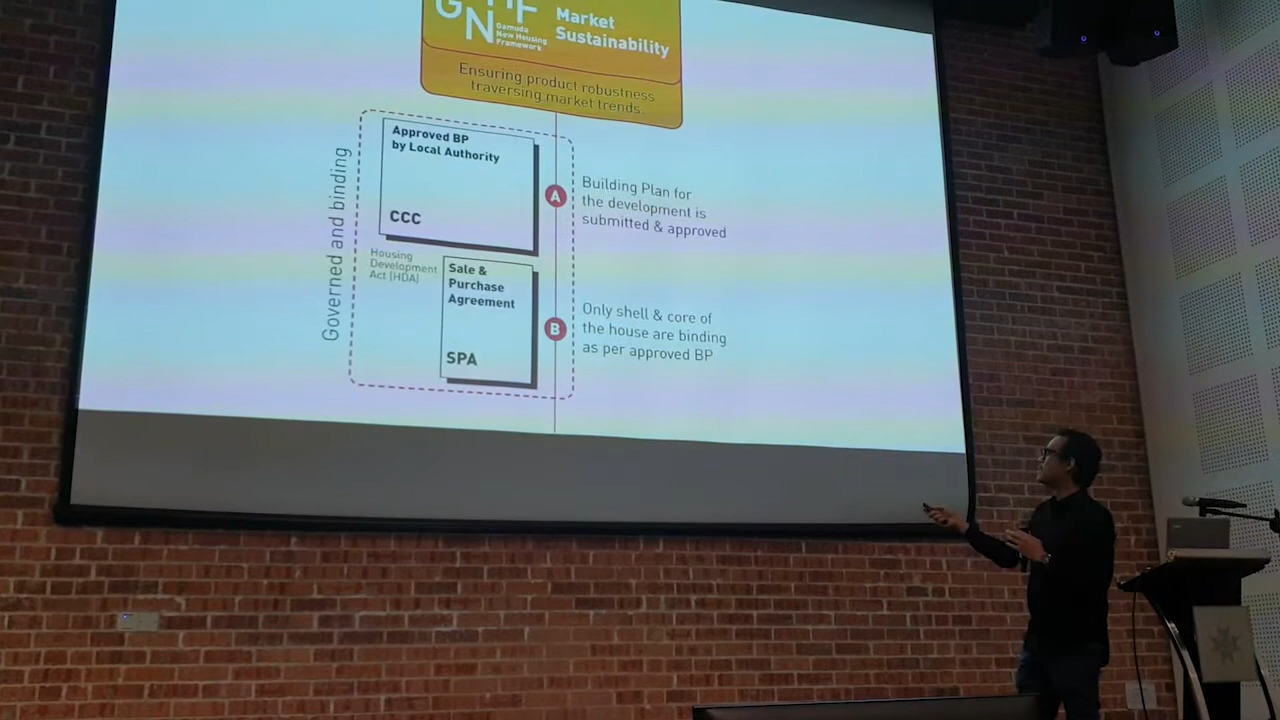 GNHF
Gamuda
New Housing
Framework
Market
Sustainability
Ensuring product robustness
traversing market trends.
Governed and binding
Approved BP
by Local Authority
CCC
A
Building Plan for
the development is
submitted & approved
Housing
Development
Act (HDA)
Sale &
Purchase
Agreement
SPA
B
Only shell & core of
the house are binding
as per approved BP